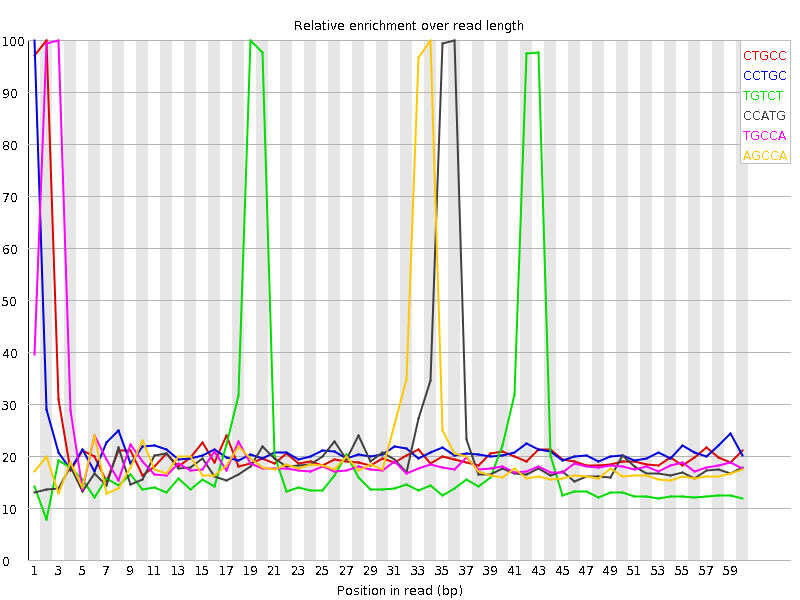 Relative enrichment over read length
100
90
80
70
60
50
40
30
20
10
0
CTGCC
CCTGC
TGTCT
CCATG
TGCCA
AGCCA
1 3 5 7 9 11 13 15 17 19 21 23 25 27 29 31 33 35 37 39 41 43 45 47 49 51 53 55 57 59
Position in read (bp)